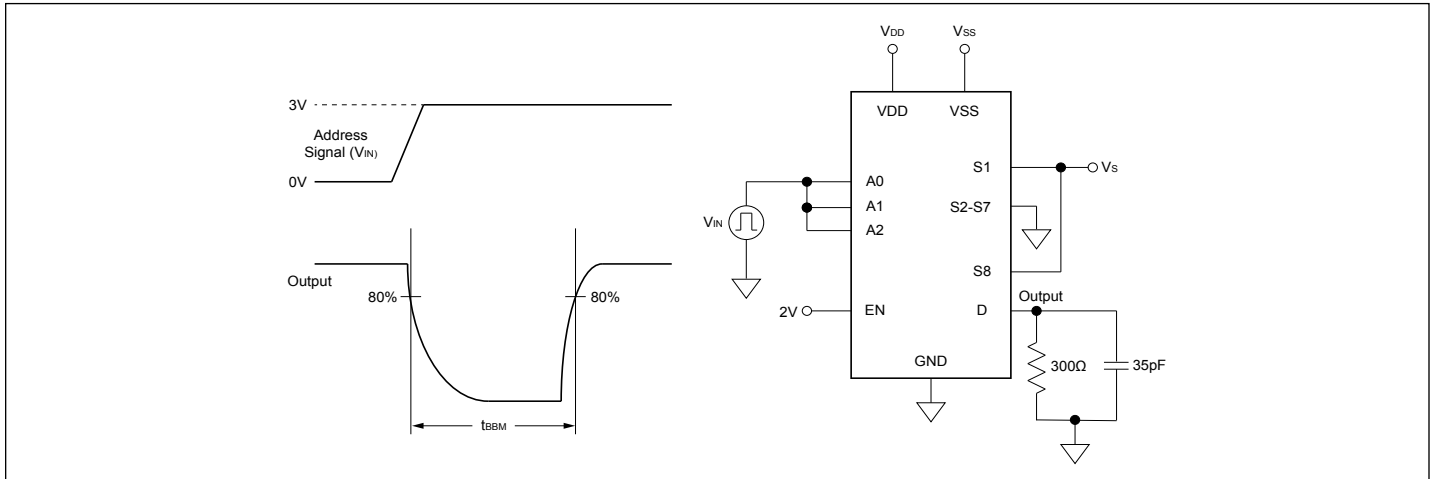 3V
Address
Signal (VIN)
0V
Output
80%
80%
tBBM
VDD
VSS
VDD
VSS
A0
A1
A2
VIN
2V
EN
GND
S1
VS
S2-S7
S8
Output
D
300Ω
35pF